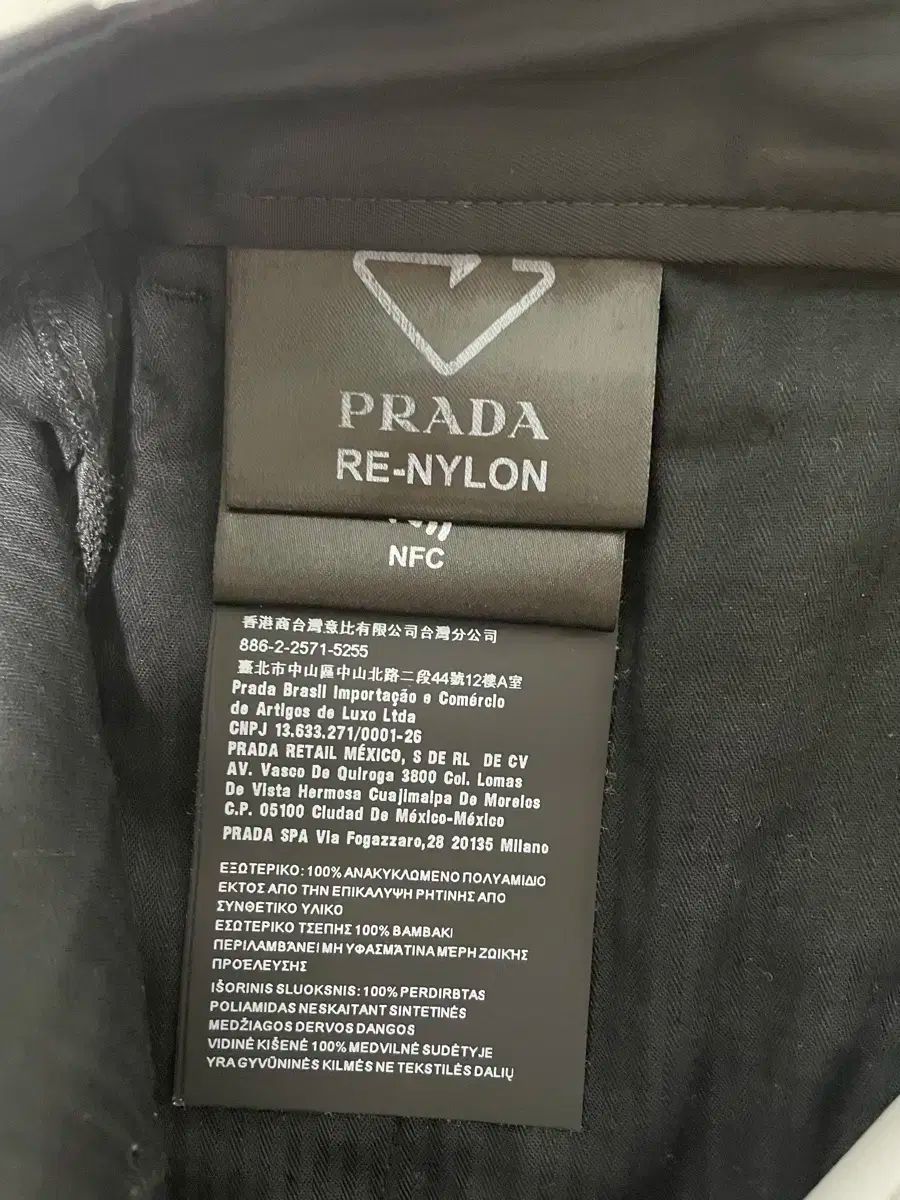 PRADA
RE-NYLON
NFC
香港商台灣意比有限公司台灣分公司
886-2-2571-5255
臺北市中山區中山北路二段44號12樓A室
Prada Brasil Importação e Comércio
de Artigos de Luxo Ltda
CNPJ 13.633.271/0001-26
PRADA RETAIL MÉXICO, S DE RL DE CV
AV. Vasco De Quiroga 3800 Col. Lomas
De Vista Hermosa Cuajimalpa De Morelos
C.P. 05100 Ciudad De México-México
PRADA SPA Via Fogazzaro,28 20135 Milano
ΕΞΩΤΕΡΙΚΟ: 100% ΑΝΑΚΥΚΛΩΜΕΝΟ ΠΟΛΥΑΜΙΔΙΟ
ΕΚΤΟΣ ΑΠΟ ΤΗΝ ΕΠΙΚΑΛΥΨΗ ΡΗΤΙΝΗΣ ΑΠΟ
ΣΥΝΘΕΤΙΚΟ ΥΛΙΚΟ
ΕΣΩΤΕΡΙΚΟ ΤΣΕΠΗΣ 100% ΒΑΜΒΑΚΙ
ΠΕΡΙΛΑΜΒΆΝΕΙ ΜΗ ΥΦΑΣΜΆΤΙΝΑ ΜΈΡΗ ΖΩΙΚΉΣ
ΠΡΟΈΛΕΥΣΗΣ
IŠORINIS SLUOKSNIS: 100% PERDIRBTAS
POLIAMIDAS NESKAITANT SINTETINĖS
MEDŽIAGOS DERVOS DANGOS
VIDINĖ KIŠENĖ 100% MEDVILNĖ SUDĖTYJE
YRA GYVŪNINĖS KILMĖS NE TEKSTILĖS DALIŲ